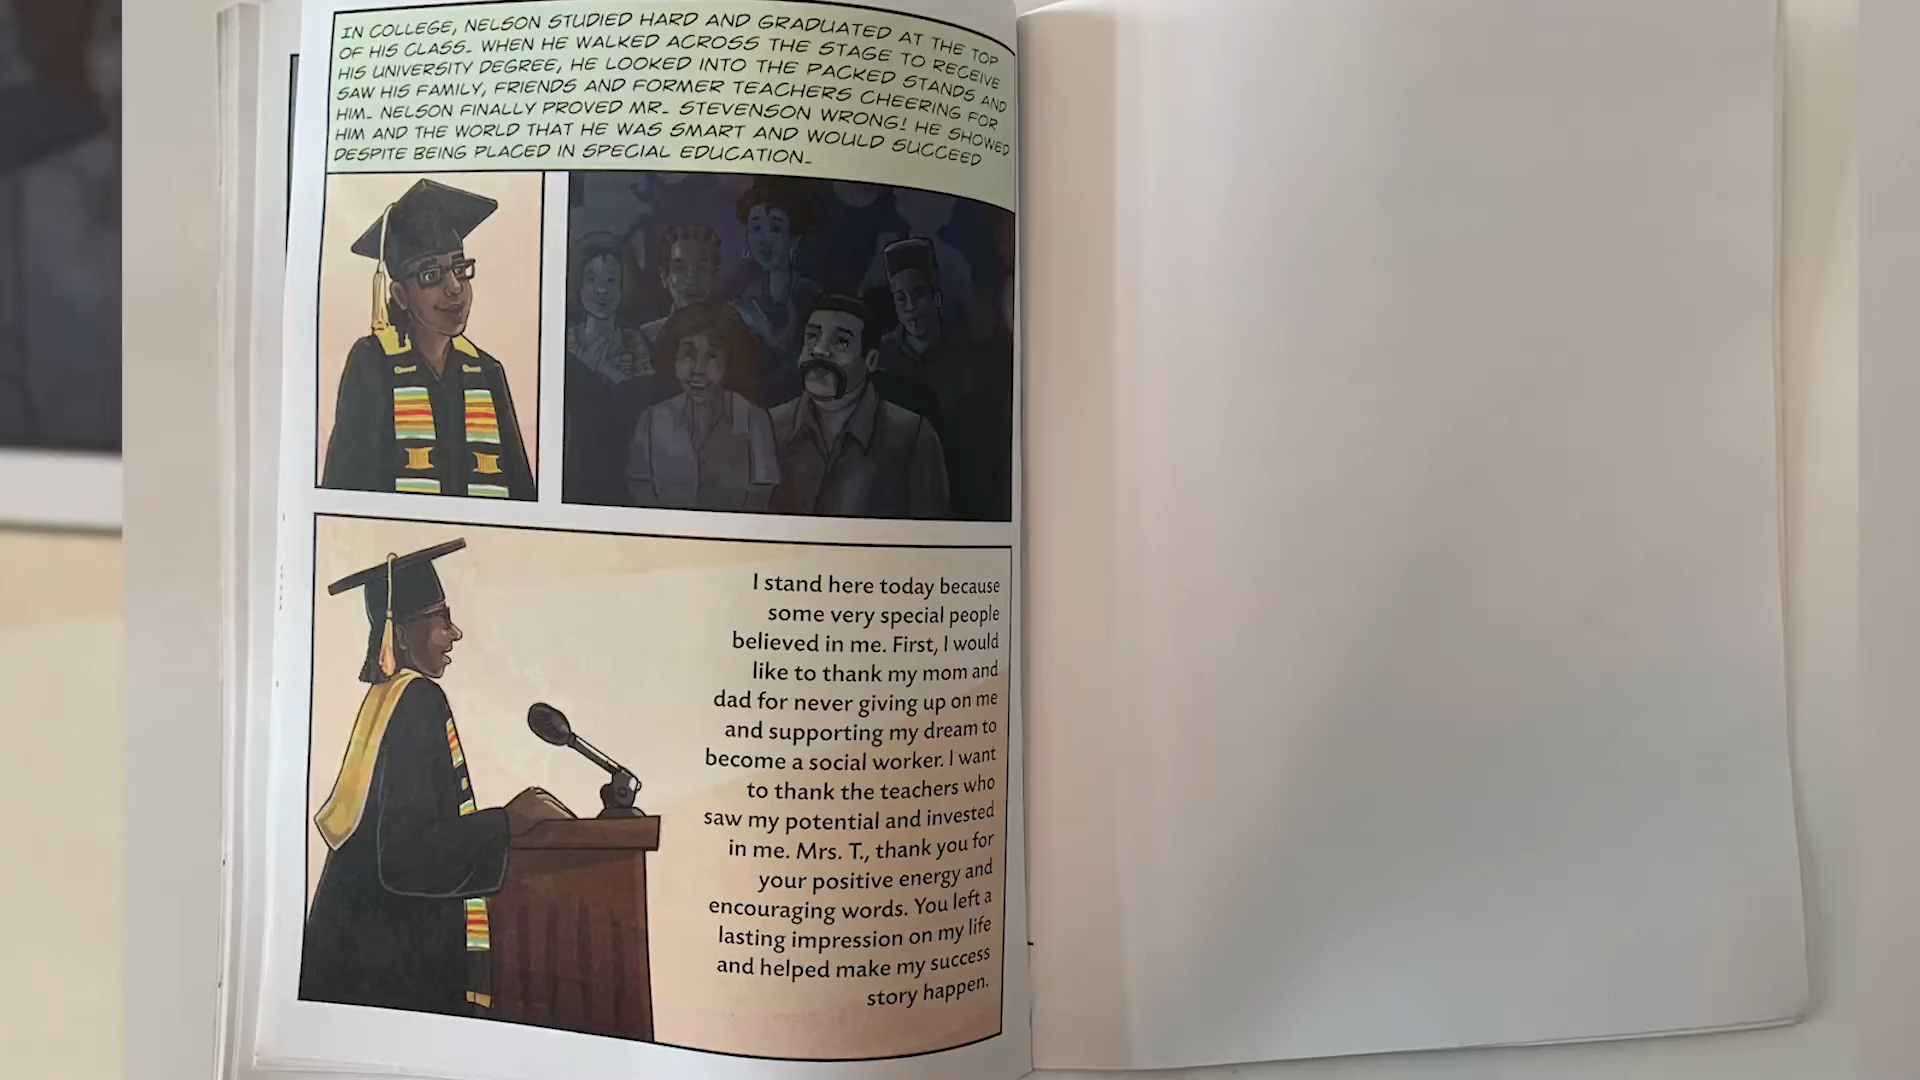 IN COLLEGE, NELSON STUDIED HARD AND GRADUATED AT THE TOP
OF HIS CLASS. WHEN HE WALKED ACROSS THE STAGE TO RECEIVE
HIS UNIVERSITY DEGREE, HE LOOKED INTO THE PACKED STANDS AND
SAW HIS FAMILY, FRIENDS AND FORMER TEACHERS CHEERING FOR
HIM. NELSON FINALLY PROVED MR. STEVENSON WRONG! HE SHOWED
HIM AND THE WORLD THAT HE WAS SMART AND WOULD SUCCEED
DESPITE BEING PLACED IN SPECIAL EDUCATION.
I stand here today because
some very special people
believed in me. First, I would
like to thank my mom and
dad for never giving up on me
and supporting my dream to
become a social worker. I want
to thank the teachers who
saw my potential and invested
in me. Mrs. T., thank you for
your positive energy and
encouraging words. You left a
lasting impression on my life
and helped make my success
story happen.